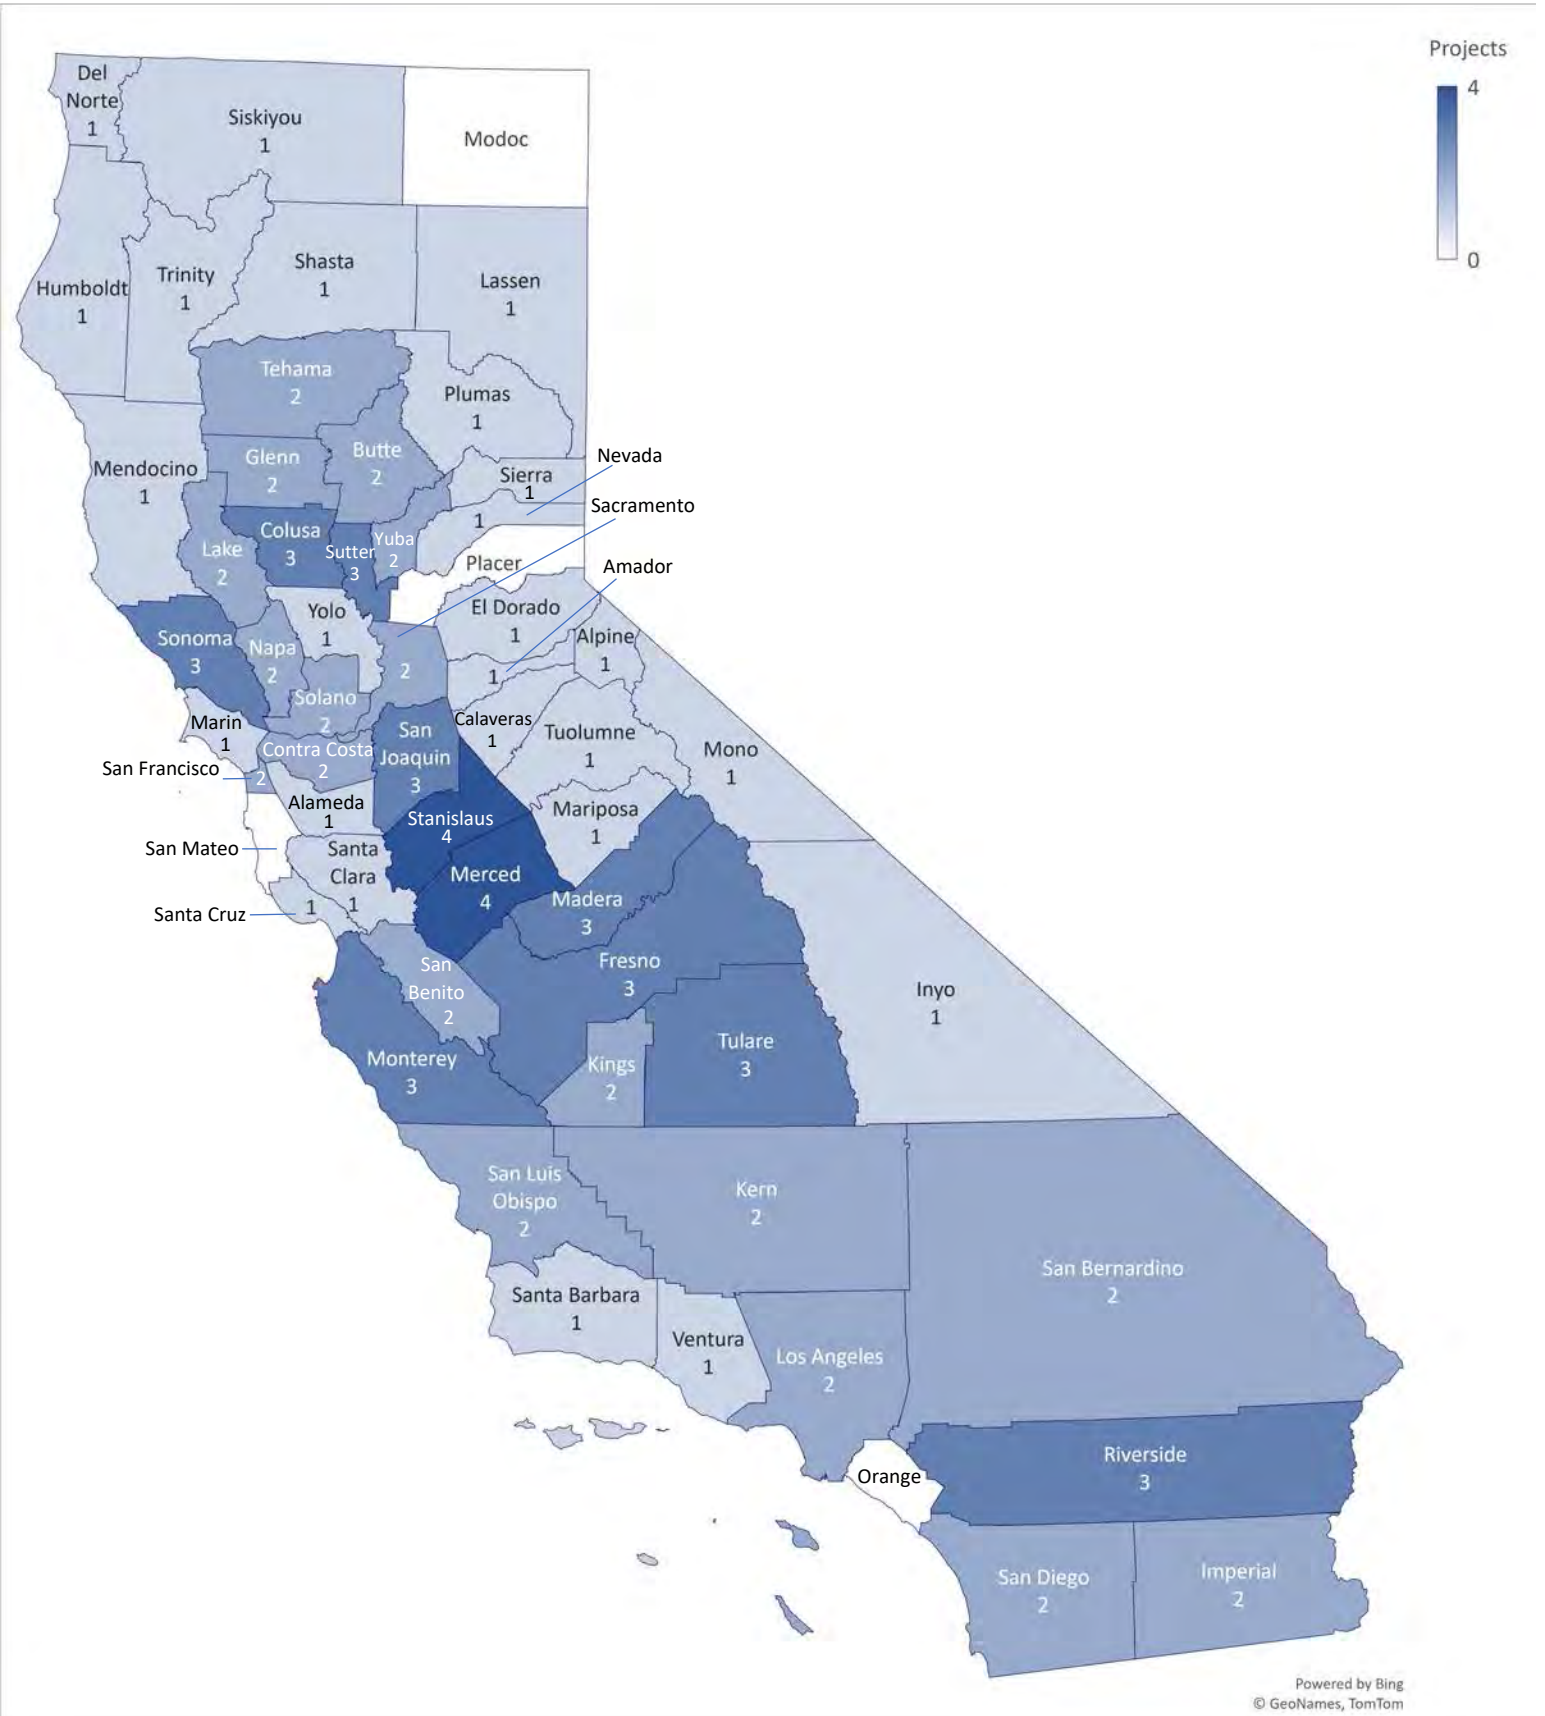 Projects
4
0
Del
Norte
1
Siskiyou
1
Modoc
Humboldt
1
Trinity
1
Shasta
1
Lassen
1
Tehama
2
Plumas
1
Mendocino
1
Glenn
2
Butte
2
Sierra
1
Nevada
1
Sacramento
2
Colusa
3
Sutter
3
Yuba
2
Lake
2
Placer
Amador
1
El Dorado
1
Alpine
1
Yolo
1
Sonoma
3
Napa
2
Solano
2
Marin
1
Contra Costa
2
San Francisco
2
San
Joaquin
3
Calaveras
1
Tuolumne
1
Mono
1
Alameda
1
Stanislaus
4
Mariposa
1
San Mateo
Santa
Clara
1
Merced
4
Madera
3
Santa Cruz
1
San
Benito
2
Fresno
3
Inyo
1
Monterey
3
Kings
2
Tulare
3
San Luis
Obispo
2
Kern
2
San Bernardino
2
Santa Barbara
1
Ventura
1
Los Angeles
2
Orange
Riverside
3
San Diego
2
Imperial
2
Powered by Bing
© GeoNames, TomTom